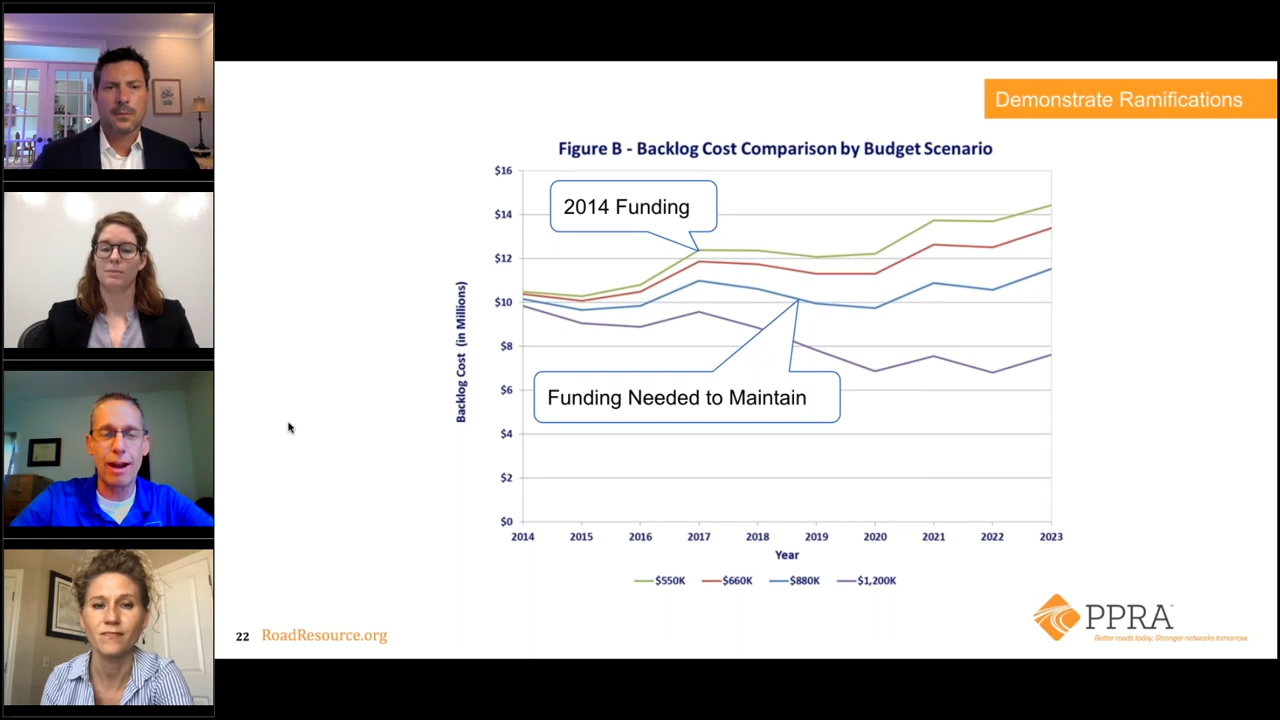 Demonstrate Ramifications
Figure B - Backlog Cost Comparison by Budget Scenario
$16
2014 Funding
$14
$12
$10
$8
Funding Needed to Maintain
$6
$4
$2
$0
Backlog Cost (in Millions)
2014 2015 2016 2017 2018 2019 2020 2021 2022 2023
Year
$550K $660K $880K $1,200K
22 RoadResource.org
PPRA
Better roads today. Stronger networks tomorrow.